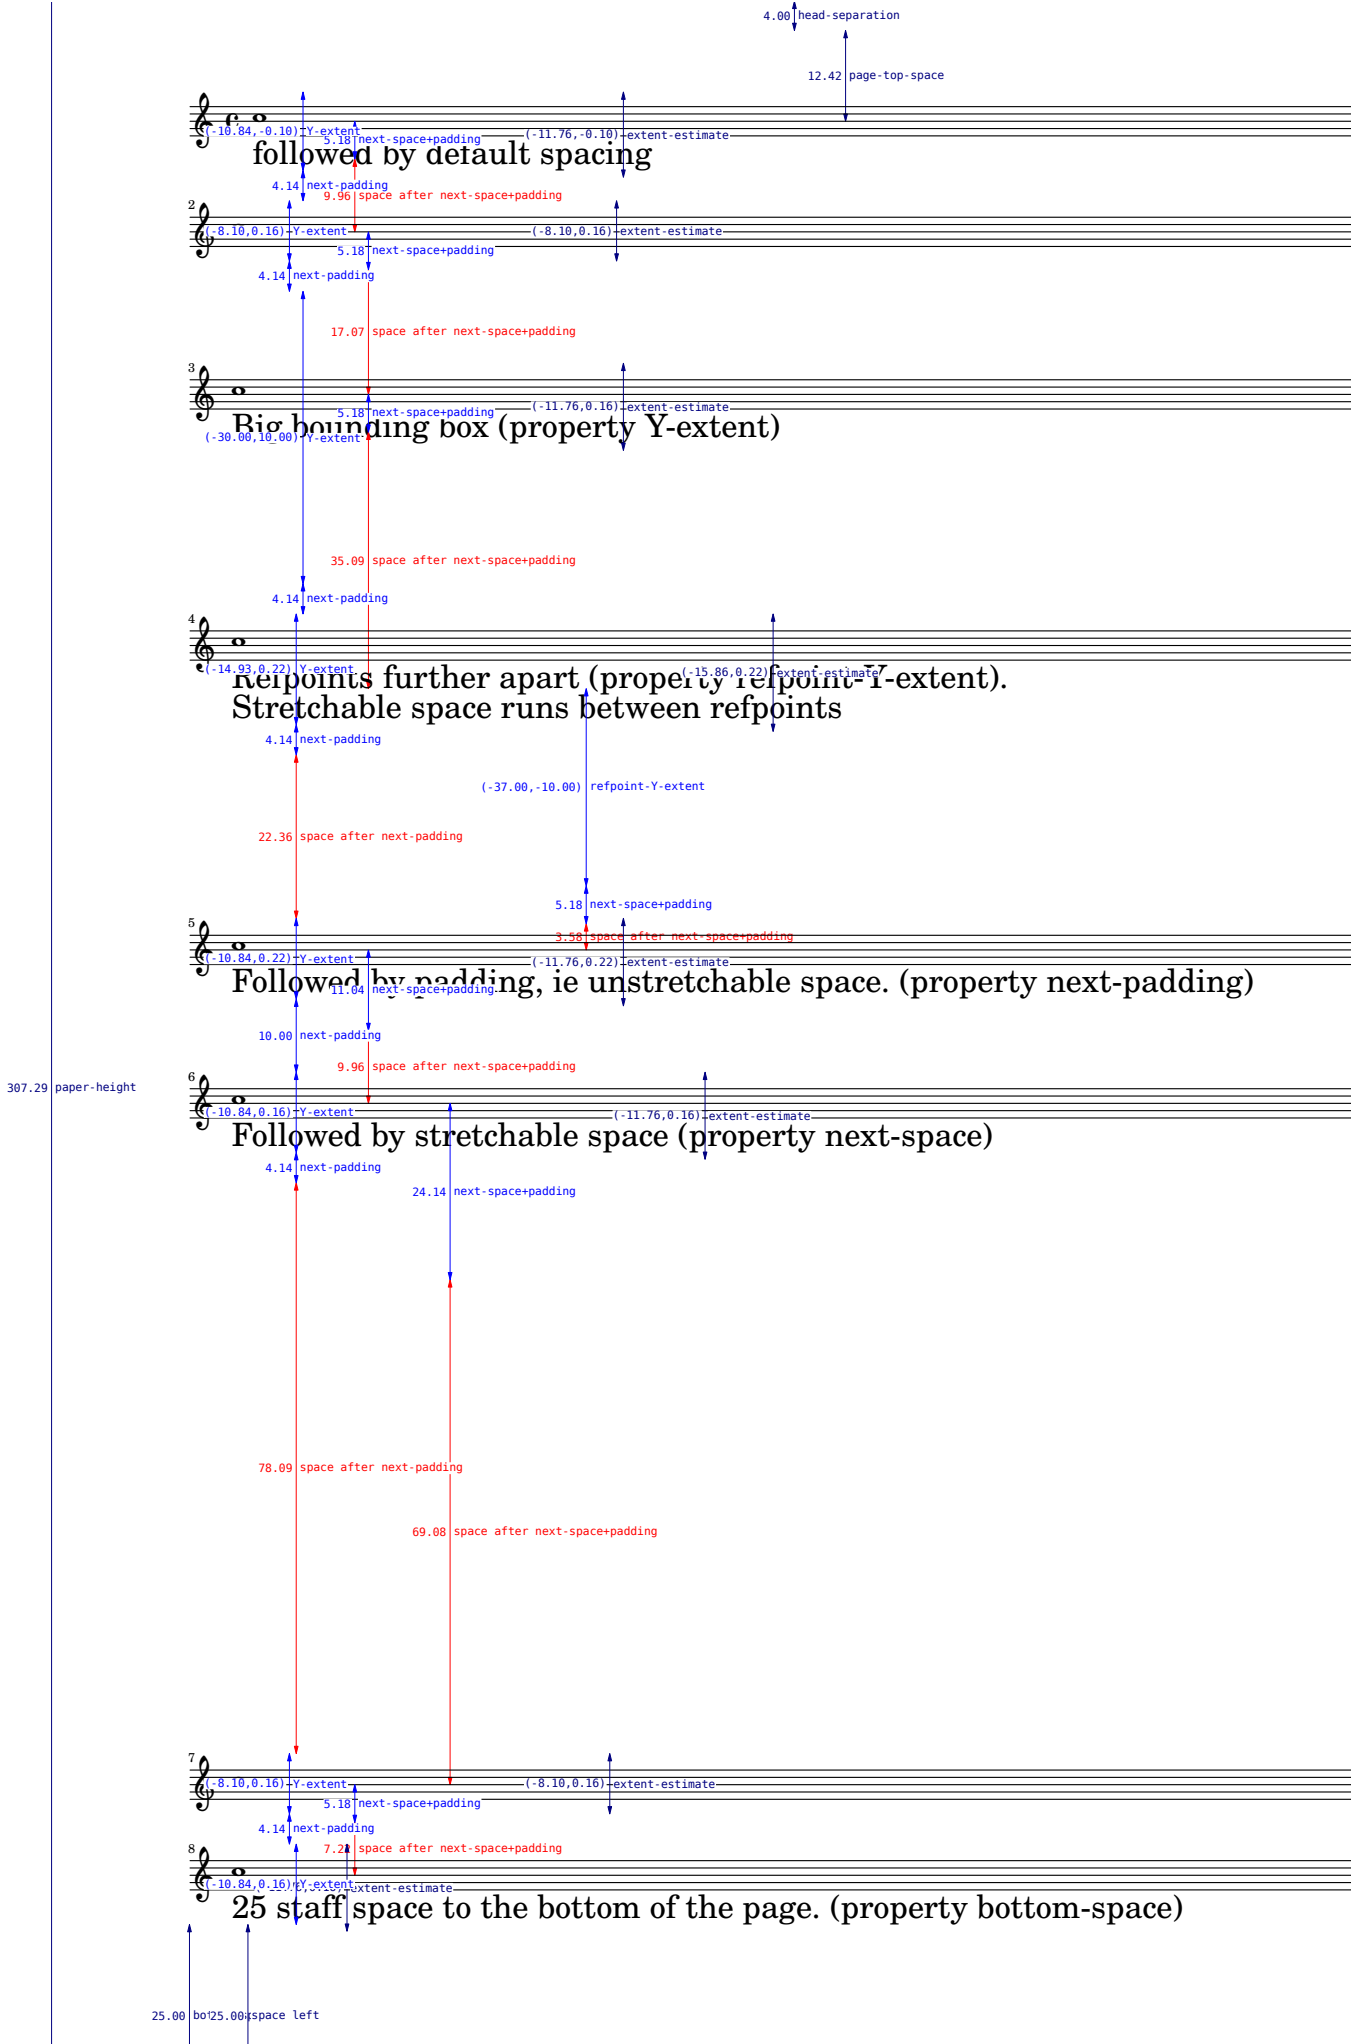 4.00 head-separation
12.42 page-top-space
(-10.84,-0.10) Y-extent
5.18 next-space+padding
(-11.76,-0.10) extent-estimate
followed by default spacing
4.14 next-padding
9.96 space after next-space+padding
2
(-8.10,0.16) Y-extent
(-8.10,0.16) extent-estimate
5.18 next-space+padding
4.14 next-padding
17.07 space after next-space+padding
3
(-11.76,0.16) extent-estimate
5.18 next-space+padding
Big bounding box (property Y-extent)
(-30.00,10.00) Y-extent
35.09 space after next-space+padding
4.14 next-padding
4
(-14.93,0.22) Y-extent
(-15.86,0.22) extent-estimate
Refpoints further apart (property refpoint-Y-extent).
Stretchable space runs between refpoints
4.14 next-padding
(-37.00,-10.00) refpoint-Y-extent
22.36 space after next-padding
5.18 next-space+padding
5
3.58 space after next-space+padding
(-10.84,0.22) Y-extent
(-11.76,0.22) extent-estimate
Followed by padding, ie unstretchable space. (property next-padding)
11.04 next-space+padding
10.00 next-padding
9.96 space after next-space+padding
6
307.29 paper-height
(-10.84,0.16) Y-extent
(-11.76,0.16) extent-estimate
Followed by stretchable space (property next-space)
4.14 next-padding
24.14 next-space+padding
78.09 space after next-padding
69.08 space after next-space+padding
7
(-8.10,0.16) Y-extent
(-8.10,0.16) extent-estimate
5.18 next-space+padding
4.14 next-padding
8
space after next-space+padding
(-10.84,0.16) Y-extent
extent-estimate
25 staff space to the bottom of the page. (property bottom-space)
25.00
25.00 space left